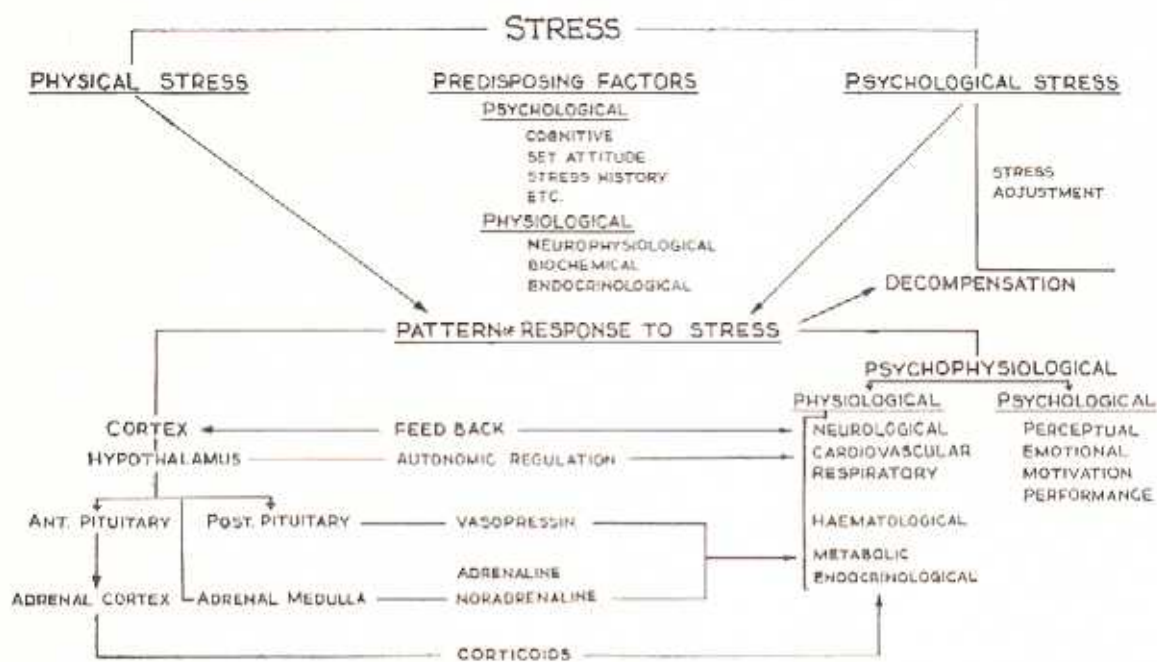 STRESS
PHYSICAL STRESS
PREDISPOSING FACTORS
PSYCHOLOGICAL STRESS
PSYCHOLOGICAL
COGNITIVE
SET ATTITUDE
STRESS HISTORY
ETC.
STRESS
ADJUSTMENT
PHYSIOLOGICAL
NEUROPHYSIOLOGICAL
BIOCHEMICAL
ENDOCRINOLOGICAL
DECOMPENSATION
PATTERN OF RESPONSE TO STRESS
PSYCHOPHYSIOLOGICAL
PHYSIOLOGICAL
PSYCHOLOGICAL
CORTEX
FEED BACK
NEUROLOGICAL
PERCEPTUAL
HYPOTHALAMUS
AUTONOMIC REGULATION
CARDIOVASCULAR
EMOTIONAL
RESPIRATORY
MOTIVATION
PERFORMANCE
ANT. PITUITARY
POST. PITUITARY
VASOPRESSIN
HAEMATOLOGICAL
METABOLIC
ADRENALINE
ENDOCRINOLOGICAL
ADRENAL CORTEX
ADRENAL MEDULLA
NORADRENALINE
CORTICOIDS